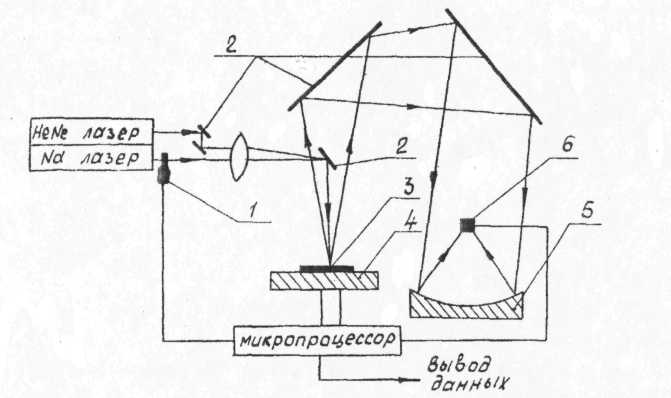 2
HeNe лазер
Nd лазер
2
1
3
4
6
5
микропроцессор
вывод
данных